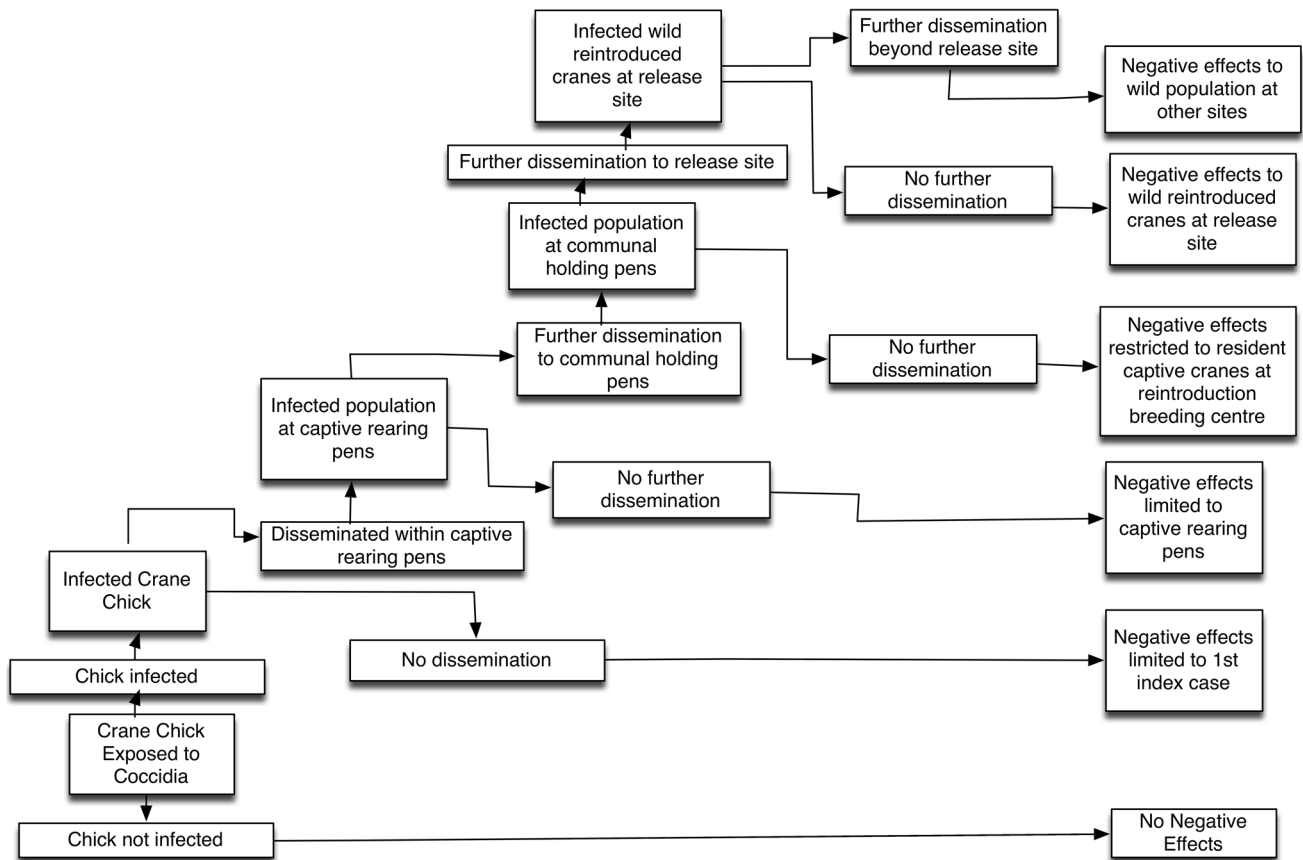 Infected wild
reintroduced
cranes at release
site
Further dissemination
beyond release site
Negative effects to
wild population at
other sites
Further dissemination to release site
No further
dissemination
Negative effects to
wild reintroduced
cranes at release
site
Infected population
at communal
holding pens
Further dissemination
to communal holding
pens
No further
dissemination
Negative effects
restricted to resident
captive cranes at
reintroduction
breeding centre
Infected population
at captive rearing
pens
No further
dissemination
Negative effects
limited to
captive rearing
pens
Disseminated within captive
rearing pens
Infected Crane
Chick
No dissemination
Negative effects
limited to 1st
index case
Chick infected
Crane Chick
Exposed to
Coccidia
Chick not infected
No Negative
Effects